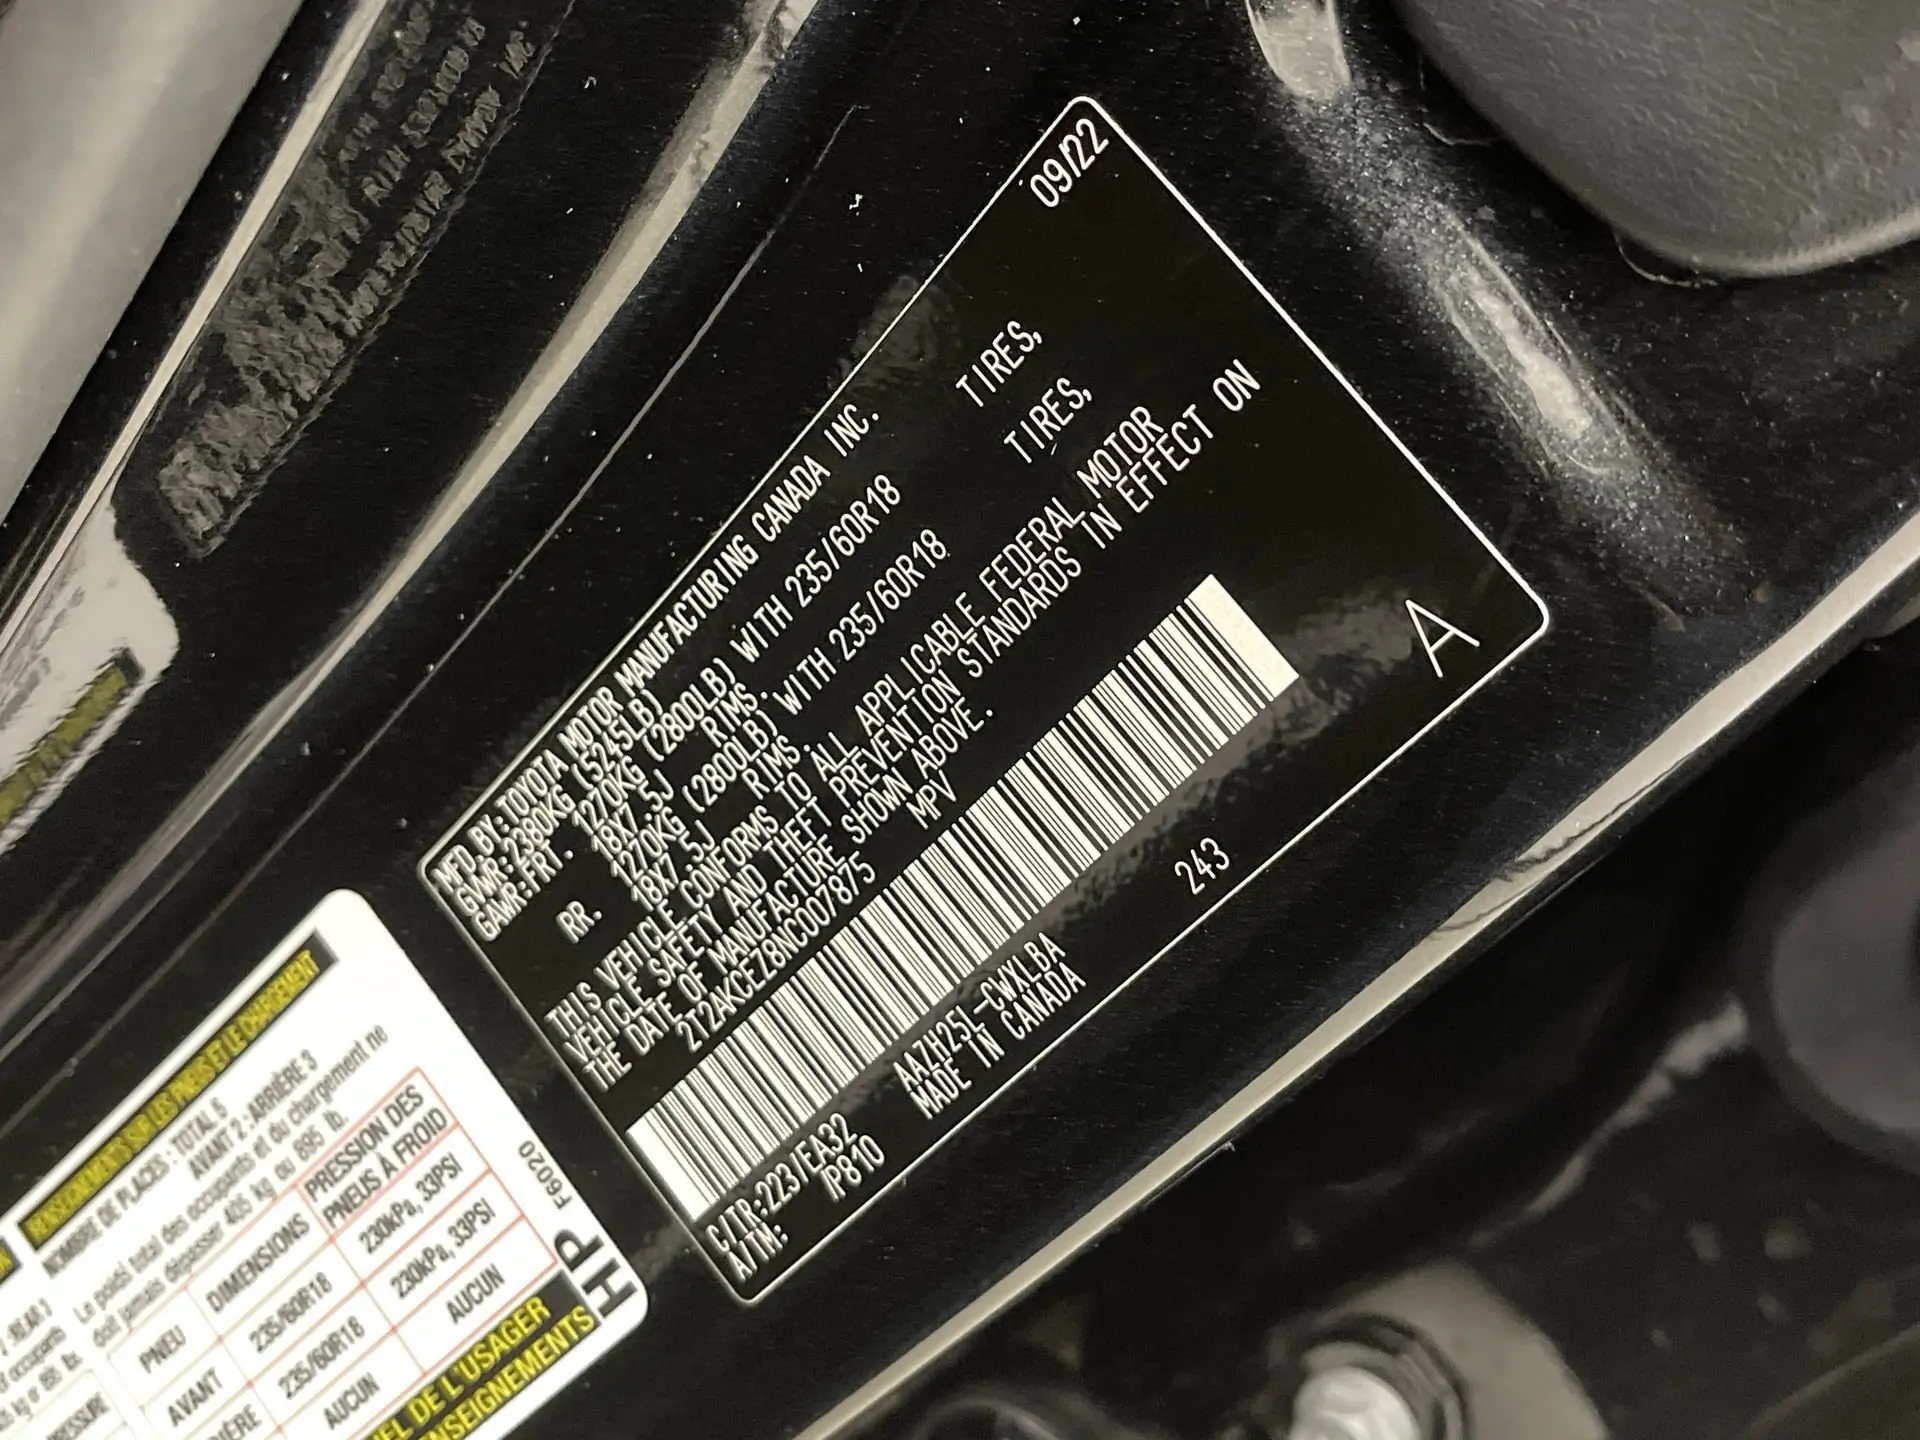 09/22
MFD BY:TOYOTA MOTOR MANUFACTURING CANADA INC.
GVWR:2380KG (5245LB)
GAWR:FRT. 1270KG (2800LB) WITH 235/60R18 TIRES,
18X7.5J RIMS.
RR. 1270KG (2800LB) WITH 235/60R18 TIRES,
18X7.5J RIMS.
THIS VEHICLE CONFORMS TO ALL APPLICABLE FEDERAL MOTOR
VEHICLE SAFETY AND THEFT PREVENTION STANDARDS IN EFFECT ON
THE DATE OF MANUFACTURE SHOWN ABOVE.
2T2AKCEZ8NC007875 MPV
A
C/TR:223/EA32 AAZH25L-CWXLBA 243
A/TM: /P810 MADE IN CANADA
RENSEIGNEMENTS SUR LES PNEUS ET LE CHARGEMENT
NOMBRE DE PLACES : TOTAL 5
AVANT 2 : ARRIÈRE 3
Le poids total des occupants et du chargement ne
doit jamais dépasser 405 kg ou 895 lb.
PNEU DIMENSIONS PRESSION DES
PNEUS À FROID
AVANT 235/60R18 230kPa, 33PSI
235/60R18 230kPa, 33PSI
AUCUN AUCUN
DE L'USAGER
F6020
HP